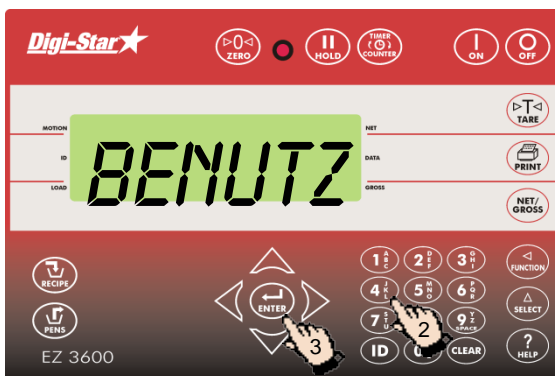 Digi-Star
▷0◁ ZERO
HOLD
TIMER COUNTER
ON
OFF
▷T◁ TARE
MOTION
NET
ID
BENUTZ
DATA
PRINT
LOAD
GROSS
NET/ GROSS
RECIPE
1 A B C
2 D E F
3 G H I
FUNCTION
ENTER
4 J K L
5 M N O
6 P Q R
SELECT
PENS
7 S T U
2
9 Y Z SPACE
3
ID
0
CLEAR
? HELP
EZ 3600